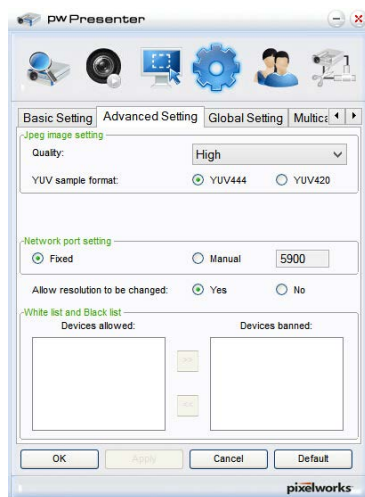 pwPresenter
Basic Setting Advanced Setting Global Setting Multica
Jpeg image setting
Quality: High
YUV sample format: YUV444 YUV420
Network port setting
Fixed Manual 5900
Allow resolution to be changed: Yes No
White list and Black list
Devices allowed: Devices banned:
OK Apply Cancel Default
pixelworks